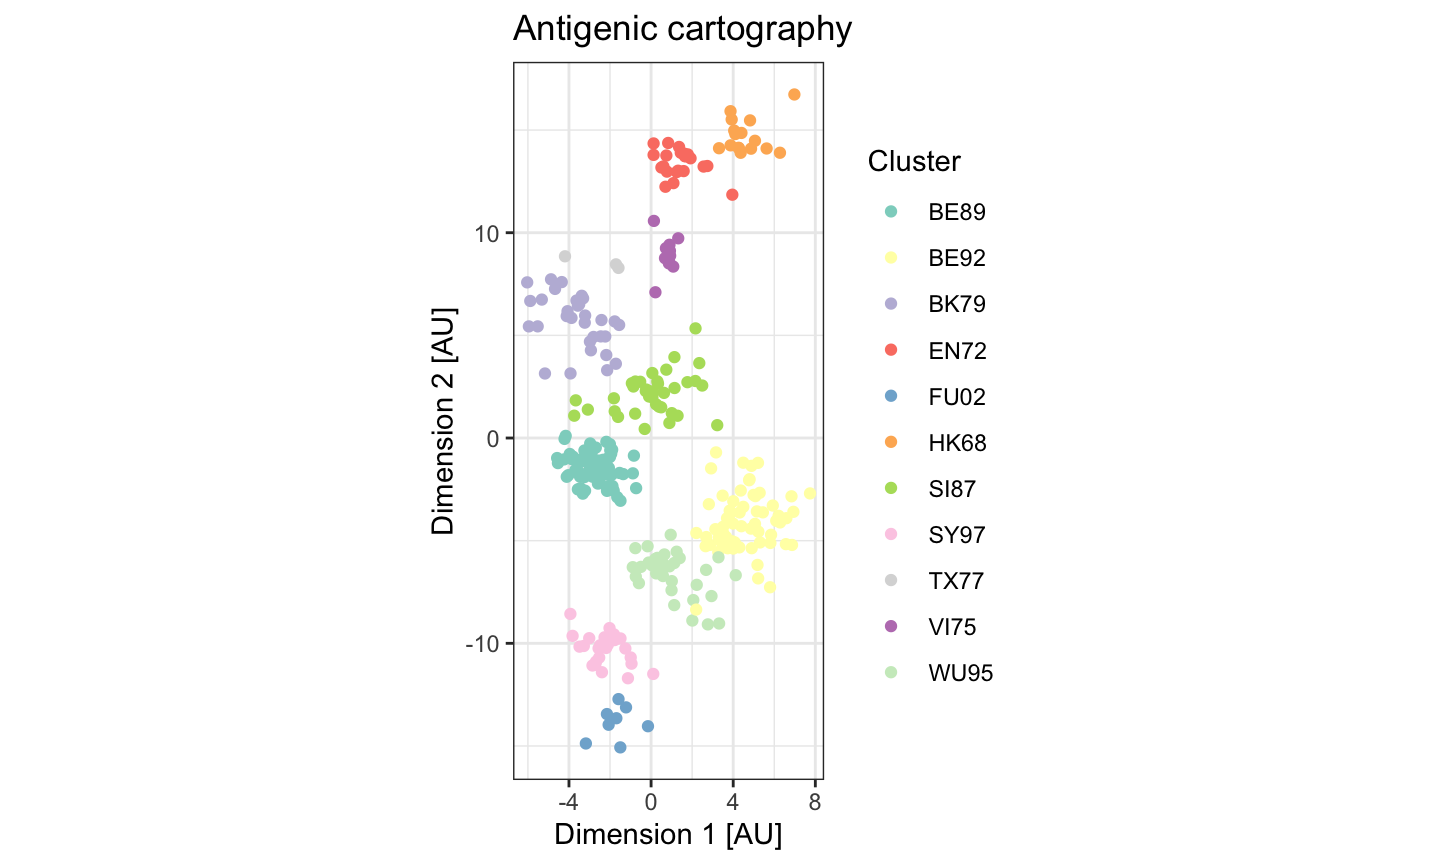 Antigenic cartography
10
0
-10
Dimension 2 [AU]
-4 0 4 8
Dimension 1 [AU]
Cluster
BE89
BE92
BK79
EN72
FU02
HK68
SI87
SY97
TX77
VI75
WU95